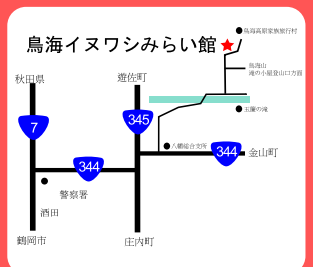 鳥海高原家族旅行村
鳥海イヌワシみらい館
鳥海山
滝の小屋登山口方面
秋田県
遊佐町
玉簾の滝
7
345
八幡総合支所
344
金山町
344
警察署
酒田
鶴岡市
庄内町